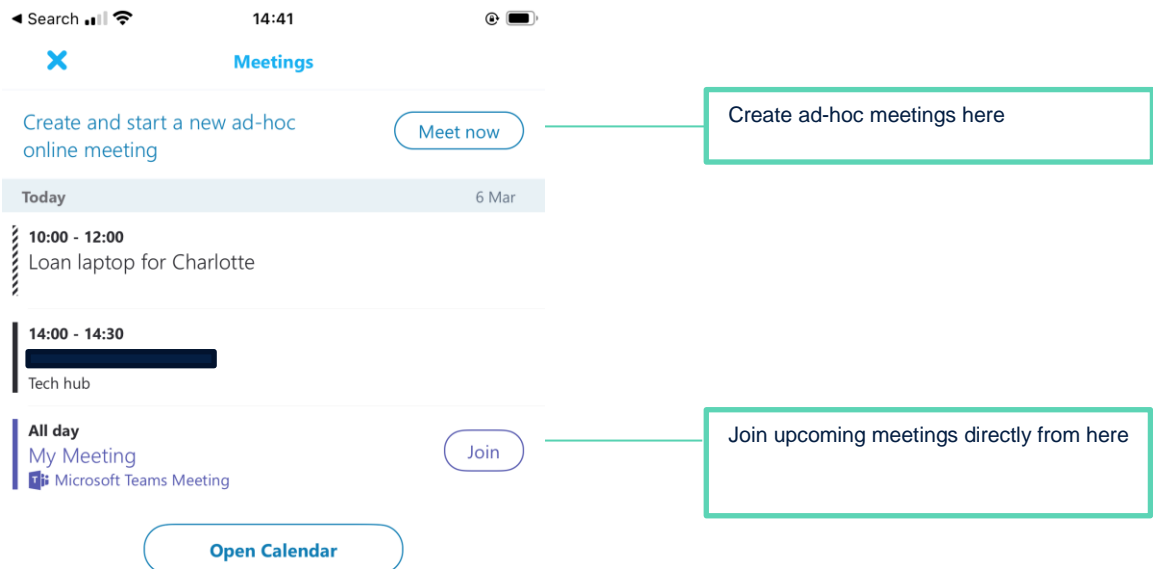 Search
14:41
Meetings
Create and start a new ad-hoc
online meeting
Meet now
Create ad-hoc meetings here
Today
6 Mar
10:00 - 12:00
Loan laptop for Charlotte
14:00 - 14:30
Tech hub
All day
My Meeting
Microsoft Teams Meeting
Join
Join upcoming meetings directly from here
Open Calendar